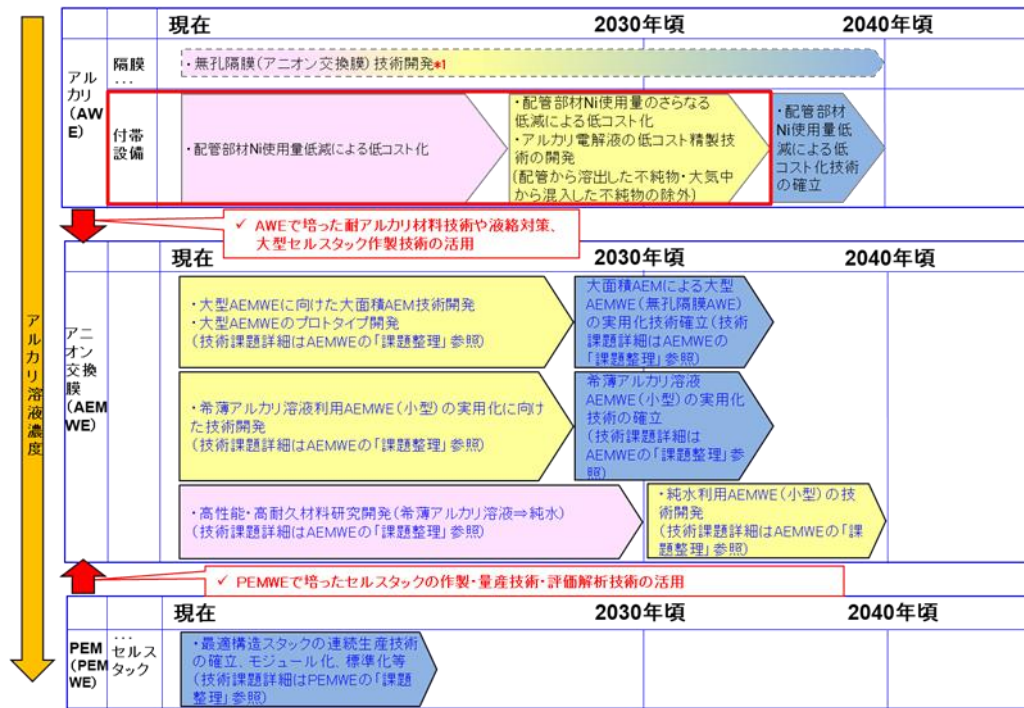 アルカリ溶液濃度
現在
2030年頃
2040年頃
アル
カリ
(AW
E)
隔膜
…
・無孔隔膜(アニオン交換膜)技術開発*1
付帯
設備
・配管部材Ni使用量低減による低コスト化
・配管部材Ni使用量のさらなる
低減による低コスト化
・アルカリ電解液の低コスト精製技
術の開発
(配管から溶出した不純物・大気中
から混入した不純物の除外)
・配管部材
Ni使用量低
減による低
コスト化技
術の確立
✓ AWEで培った耐アルカリ材料技術や液絡対策、
大型セルスタック作製技術の活用
現在
2030年頃
2040年頃
アニ
オン
交換
膜
(AEM
WE)
・大型AEMWEに向けた大面積AEM技術開発
・大型AEMWEのプロトタイプ開発
(技術課題詳細はAEMWEの「課題整理」参照)
大面積AEMによる大型
AEMWE(無孔隔膜AWE)
の実用化技術確立(技術
課題詳細はAEMWEの
「課題整理」参照)
・希薄アルカリ溶液利用AEMWE(小型)の実用化に向け
た技術開発
(技術課題詳細はAEMWEの「課題整理」参照)
希薄アルカリ溶液
AEMWE(小型)の実用化
技術の確立
(技術課題詳細は
AEMWEの「課題整理」参
照)
・高性能・高耐久材料研究開発(希薄アルカリ溶液⇒純水)
(技術課題詳細はAEMWEの「課題整理」参照)
・純水利用AEMWE(小型)の技
術開発
(技術課題詳細はAEMWEの「課
題整理」参照)
✓ PEMWEで培ったセルスタックの作製・量産技術・評価解析技術の活用
現在
2030年頃
2040年頃
PEM
(PEM
WE)
…
セルス
タック
・最適構造スタックの連続生産技術
の確立、モジュール化、標準化等
(技術課題詳細はPEMWEの「課題
整理」参照)